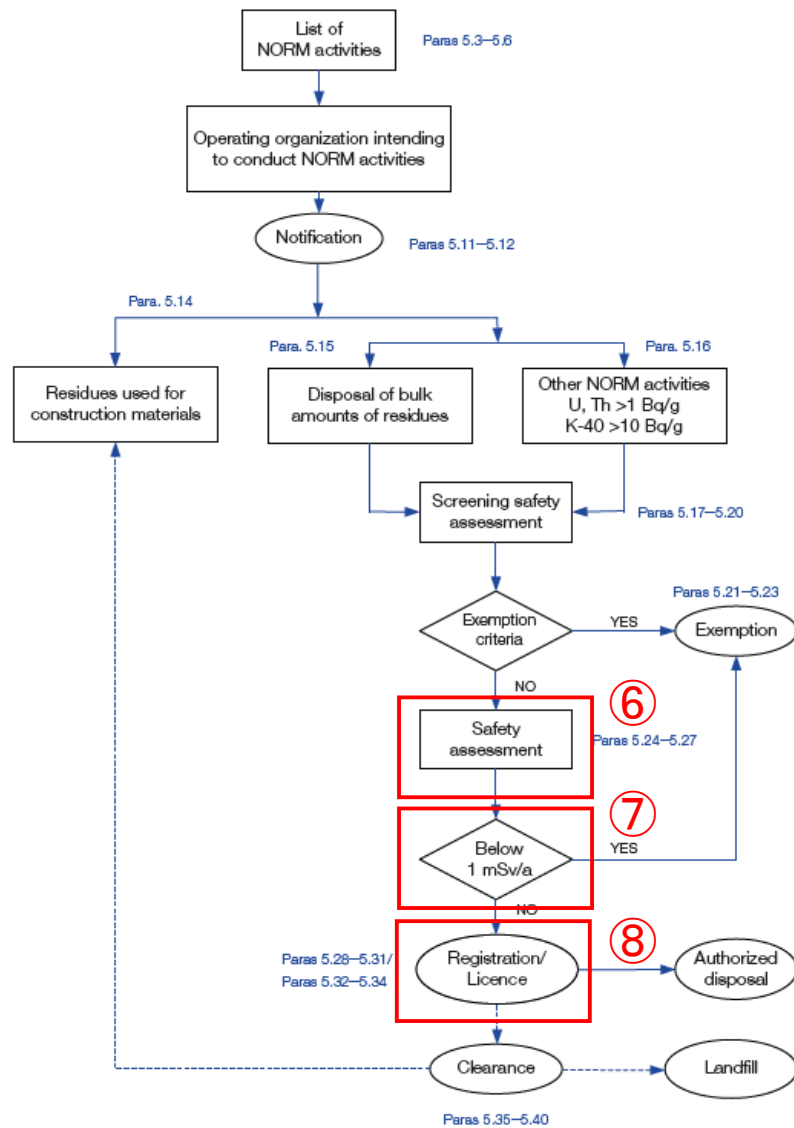 List of
NORM activities
Paras 5.3–5.6
Operating organization intending
to conduct NORM activities
Notification
Paras 5.11–5.12
Para. 5.14
Para. 5.15
Para. 5.16
Residues used for
construction materials
Disposal of bulk
amounts of residues
Other NORM activities
U, Th >1 Bq/g
K-40 >10 Bq/g
Screening safety
assessment
Paras 5.17–5.20
Paras 5.21–5.23
Exemption
criteria
YES
Exemption
NO
⑥
Safety
assessment
Paras 5.24–5.27
⑦
Below
1 mSv/a
YES
NO
⑧
Paras 5.28–5.31/
Paras 5.32–5.34
Registration/
Licence
Authorized
disposal
Clearance
Landfill
Paras 5.35–5.40